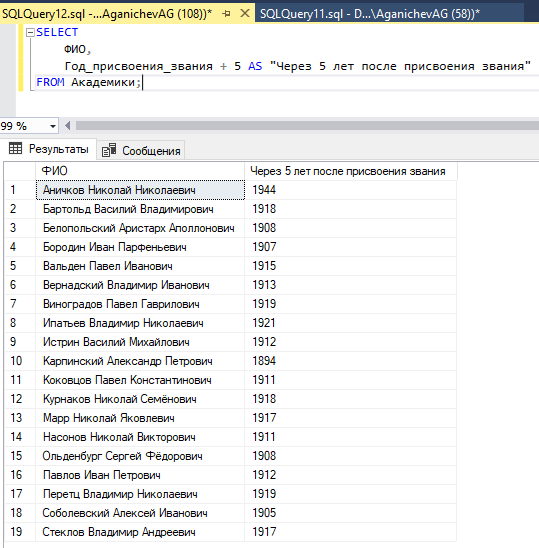 SQLQuery12.sql -...AganichevAG (108))* SQLQuery11.sql - D...\AganichevAG (58))*
SELECT
ФИО,
Год_присвоения_звания + 5 AS "Через 5 лет после присвоения звания"
FROM Академики;
99 %
Результаты Сообщения
ФИО Через 5 лет после присвоения звания
1 Аничков Николай Николаевич 1944
2 Бартольд Василий Владимирович 1918
3 Белопольский Аристарх Аполлонович 1908
4 Бородин Иван Парфеньевич 1907
5 Вальден Павел Иванович 1915
6 Вернадский Владимир Иванович 1913
7 Виноградов Павел Гаврилович 1919
8 Ипатьев Владимир Николаевич 1921
9 Истрин Василий Михайлович 1912
10 Карпинский Александр Петрович 1894
11 Коковцов Павел Константинович 1911
12 Курнаков Николай Семёнович 1918
13 Марр Николай Яковлевич 1917
14 Насонов Николай Викторович 1911
15 Ольденбург Сергей Фёдорович 1908
16 Павлов Иван Петрович 1912
17 Перетц Владимир Николаевич 1919
18 Соболевский Алексей Иванович 1905
19 Стеклов Владимир Андреевич 1917